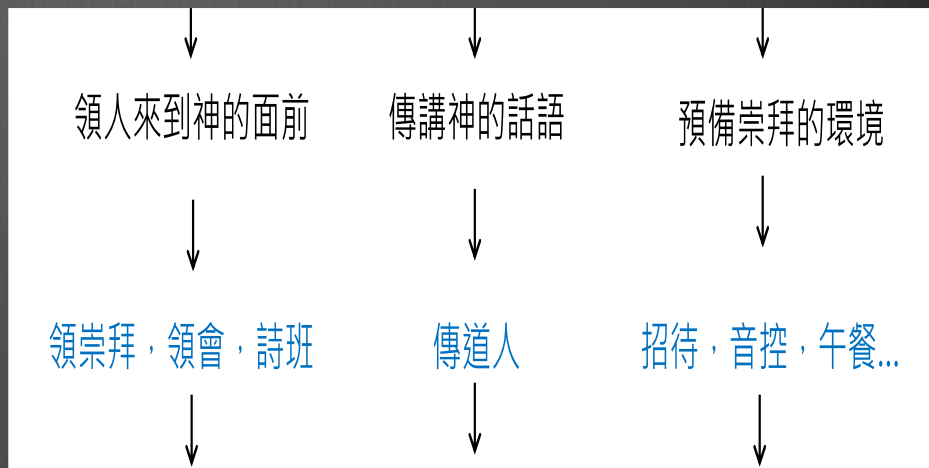 領人來到神的面前
傳講神的話語
預備崇拜的環境
領崇拜，領會，詩班
傳道人
招待，音控，午餐...